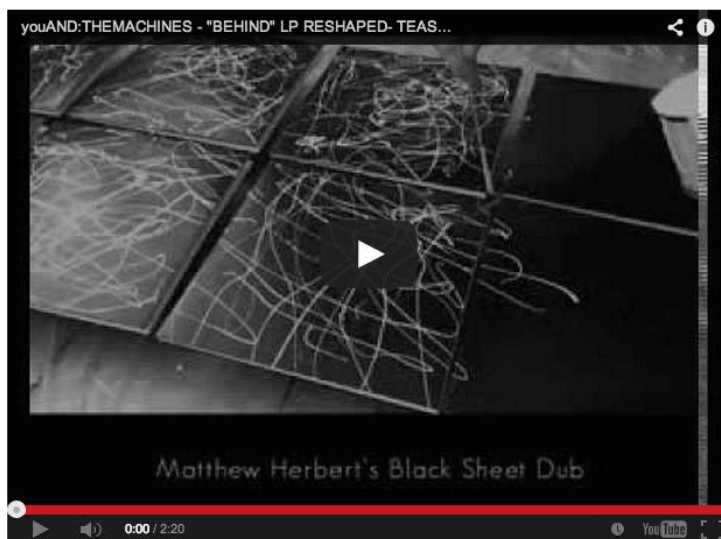 youAND:THEMACHINES - "BEHIND" LP RESHAPED- TEAS...
Matthew Herbert's Black Sheet Dub
0:00 / 2:20
YouTube